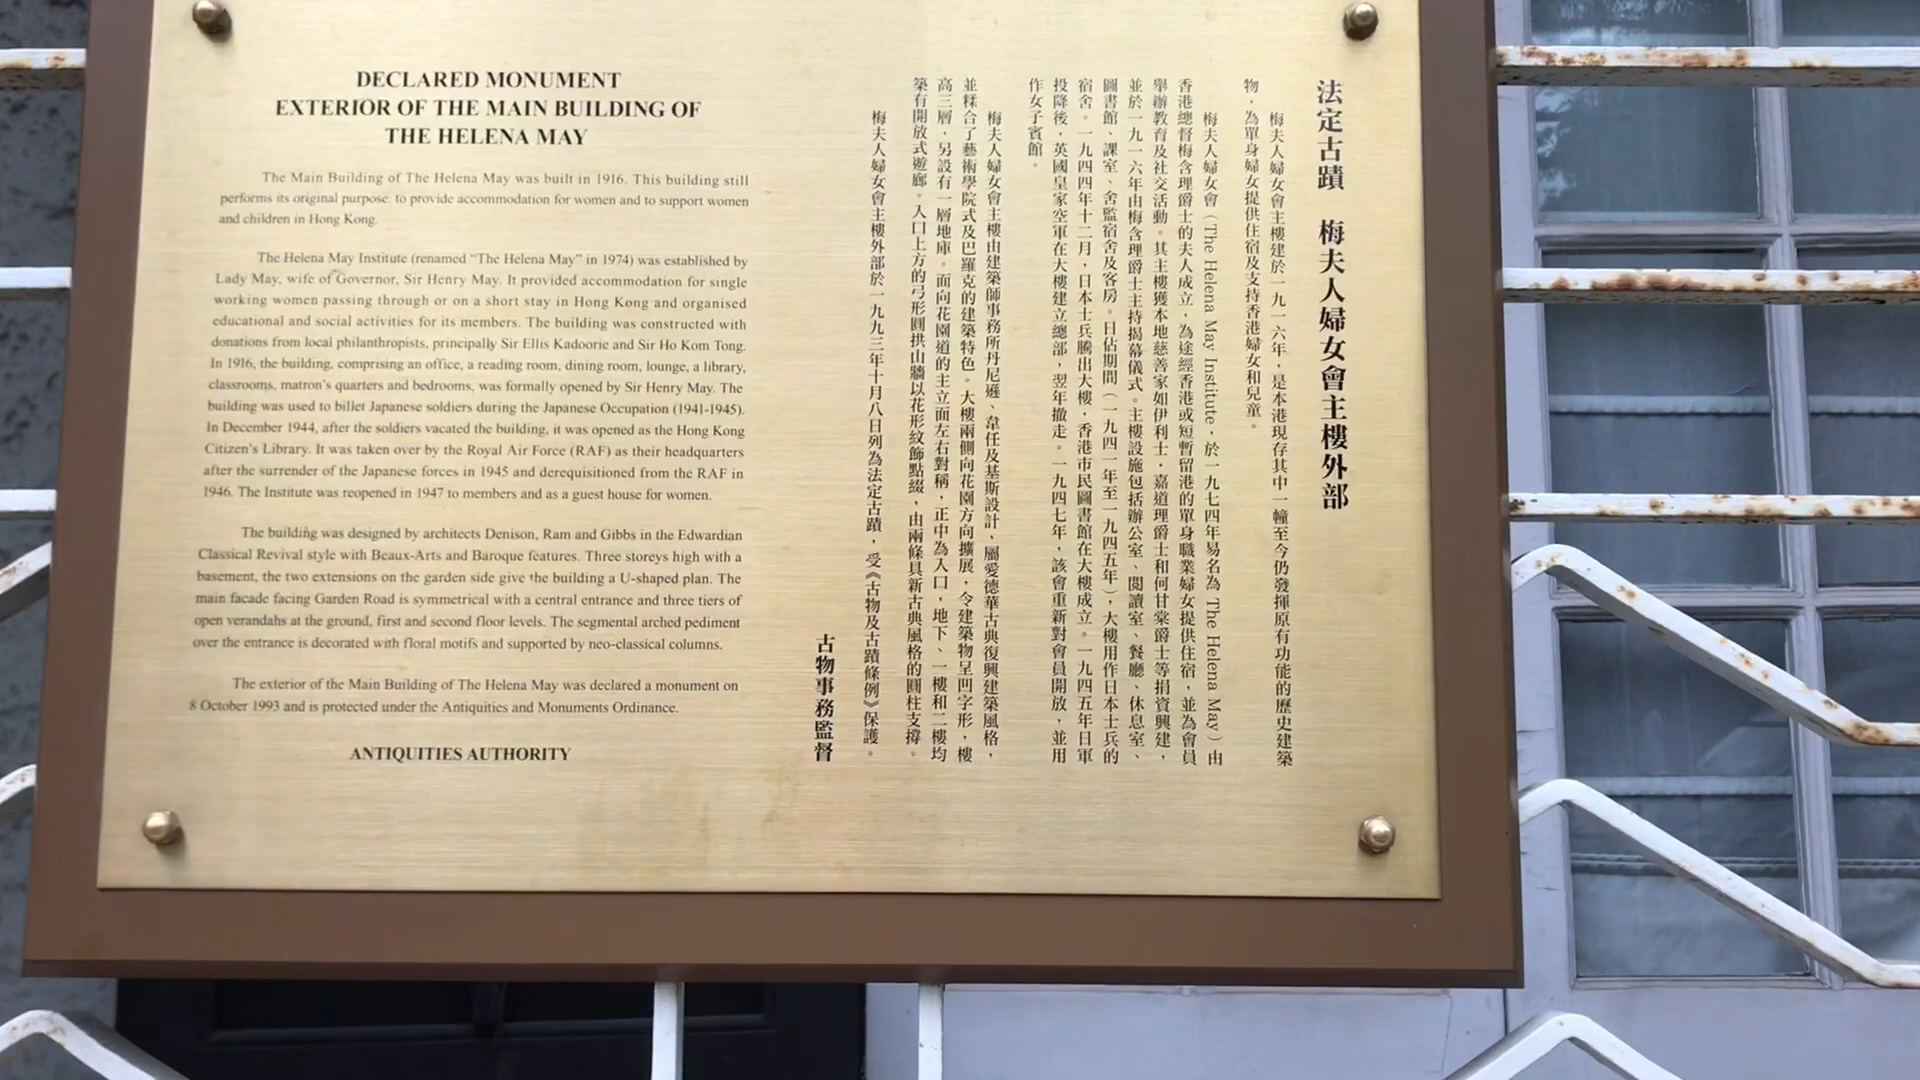 DECLARED MONUMENT
EXTERIOR OF THE MAIN BUILDING OF
THE HELENA MAY
The Main Building of The Helena May was built in 1916. This building still
performs its original purpose: to provide accommodation for women and to support women
and children in Hong Kong.
The Helena May Institute (renamed “The Helena May” in 1974) was established by
Lady May, wife of Governor, Sir Henry May. It provided accommodation for single
working women passing through or on a short stay in Hong Kong and organised
educational and social activities for its members. The building was constructed with
donations from local philanthropists, principally Sir Ellis Kadoorie and Sir Ho Kom Tong.
In 1916, the building, comprising an office, a reading room, dining room, lounge, a library,
classrooms, matron's quarters and bedrooms, was formally opened by Sir Henry May. The
building was used to billet Japanese soldiers during the Japanese Occupation (1941-1945).
In December 1944, after the soldiers vacated the building, it was opened as the Hong Kong
Citizen's Library. It was taken over by the Royal Air Force (RAF) as their headquarters
after the surrender of the Japanese forces in 1945 and derequisitioned from the RAF in
1946. The Institute was reopened in 1947 to members and as a guest house for women.
The building was designed by architects Denison, Ram and Gibbs in the Edwardian
Classical Revival style with Beaux-Arts and Baroque features. Three storeys high with a
basement, the two extensions on the garden side give the building a U-shaped plan. The
main facade facing Garden Road is symmetrical with a central entrance and three tiers of
open verandahs at the ground, first and second floor levels. The segmental arched pediment
over the entrance is decorated with floral motifs and supported by neo-classical columns.
The exterior of the Main Building of The Helena May was declared a monument on
8 October 1993 and is protected under the Antiquities and Monuments Ordinance.
ANTIQUITIES AUTHORITY
法定古蹟 梅夫人婦女會主樓外部
梅夫人婦女會主樓建於一九一六年，是本港現存其中一幢至今仍發揮原有功能的歷史建築
物，為單身婦女提供住宿及支持香港婦女和兒童。
梅夫人婦女會（The Helena May Institute，於一九七四年易名為 The Helena May）由
香港總督梅含理爵士的夫人成立，為途經香港或短暫留港的單身職業婦女提供住宿，並為會員
舉辦教育及社交活動。其主樓獲本地慈善家如伊利士·嘉道理爵士和何甘棠爵士等捐資興建，
並於一九一六年由梅含理爵士主持揭幕儀式。主樓設施包括辦公室、閱讀室、餐廳、休息室、
圖書館、課室、舍監宿舍及客房。日佔期間（一九四一年至一九四五年），大樓用作日本士兵的
宿舍。一九四四年十二月，日本士兵騰出大樓，香港市民圖書館在大樓成立。一九四五年日軍
投降後，英國皇家空軍在大樓建立總部，翌年撤走。一九四七年，該會重新對會員開放，並用
作女子賓館。
梅夫人婦女會主樓由建築師事務所丹尼遜、韋任及基斯設計，屬愛德華古典復興建築風格，
並糅合了藝術學院式及巴羅克的建築特色。大樓兩側向花園方向擴展，令建築物呈凹字形，樓
高三層，另設有一層地庫。面向花園道的主立面左右對稱，正中為入口，地下、一樓和二樓均
築有開放式遊廊。入口上方的弓形圓拱山牆以花形紋飾點綴，由兩條具新古典風格的圓柱支撐。
梅夫人婦女會主樓外部於一九九三年十月八日列為法定古蹟，受《古物及古蹟條例》保護。
古物事務監督